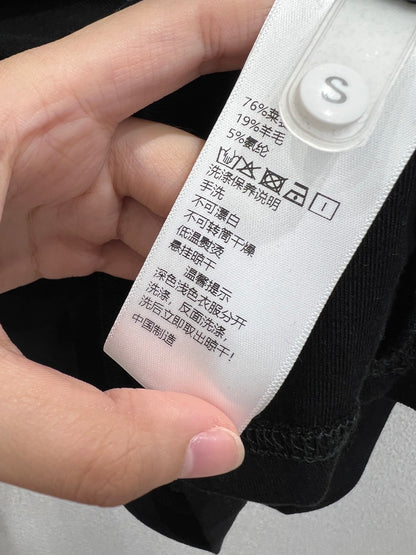 S
76%莱
19%羊毛
5%氨纶
洗涤保养说明
手洗
不可漂白
不可转筒干燥
低温熨烫
悬挂晾干
温馨提示
深色浅色衣服分开
洗涤，反面洗涤，
洗后立即取出晾干！
中国制造